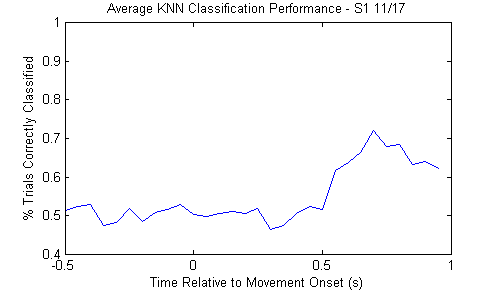 Average KNN Classification Performance - S1 11/17
% Trials Correctly Classified
1
0.9
0.8
0.7
0.6
0.5
0.4
-0.5 0 0.5 1
Time Relative to Movement Onset (s)